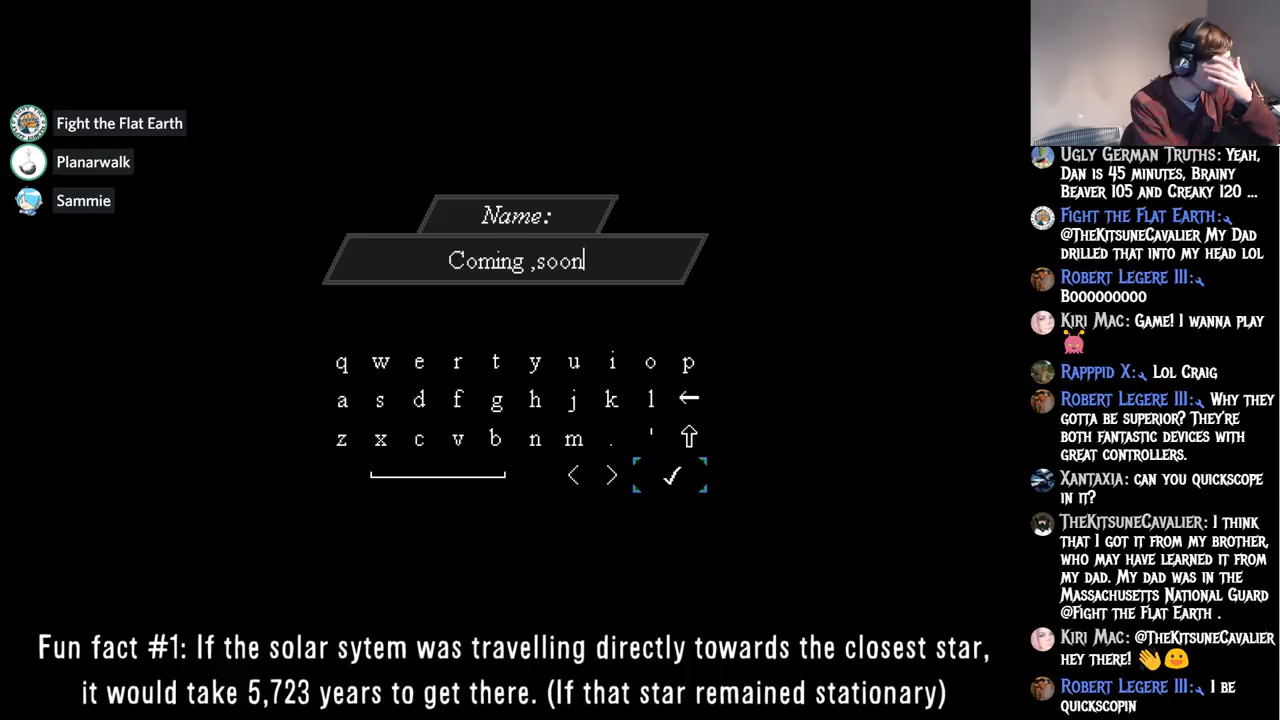 Fight the Flat Earth
Planarwalk
Sammie
Name:
Coming ,soon
q w e r t y u i o p
a s d f g h j k l ←
z x c v b n m . ' ⇧
< > ✓
Fun fact #1: If the solar sytem was travelling directly towards the closest star,
it would take 5,723 years to get there. (If that star remained stationary)
Ugly German Truths: Yeah,
Dan is 45 minutes, Brainy
Beaver 105 and Creaky 120 ...
Fight the Flat Earth:
@TheKitsuneCavalier My Dad
drilled that into my head lol
Robert Legere III:
Booooooooo
Kiri Mac: Game! I wanna play
Rapppid X: Lol Craig
Robert Legere III: Why they
gotta be superior? They're
both fantastic devices with
great controllers.
Xantaxia: can you quickscope
in it?
TheKitsuneCavalier: I think
that I got it from my brother,
who may have learned it from
my dad. My dad was in the
Massachusetts National Guard
@Fight the Flat Earth .
Kiri Mac: @TheKitsuneCavalier
hey there! 👋😃
Robert Legere III: I be
quickscopin